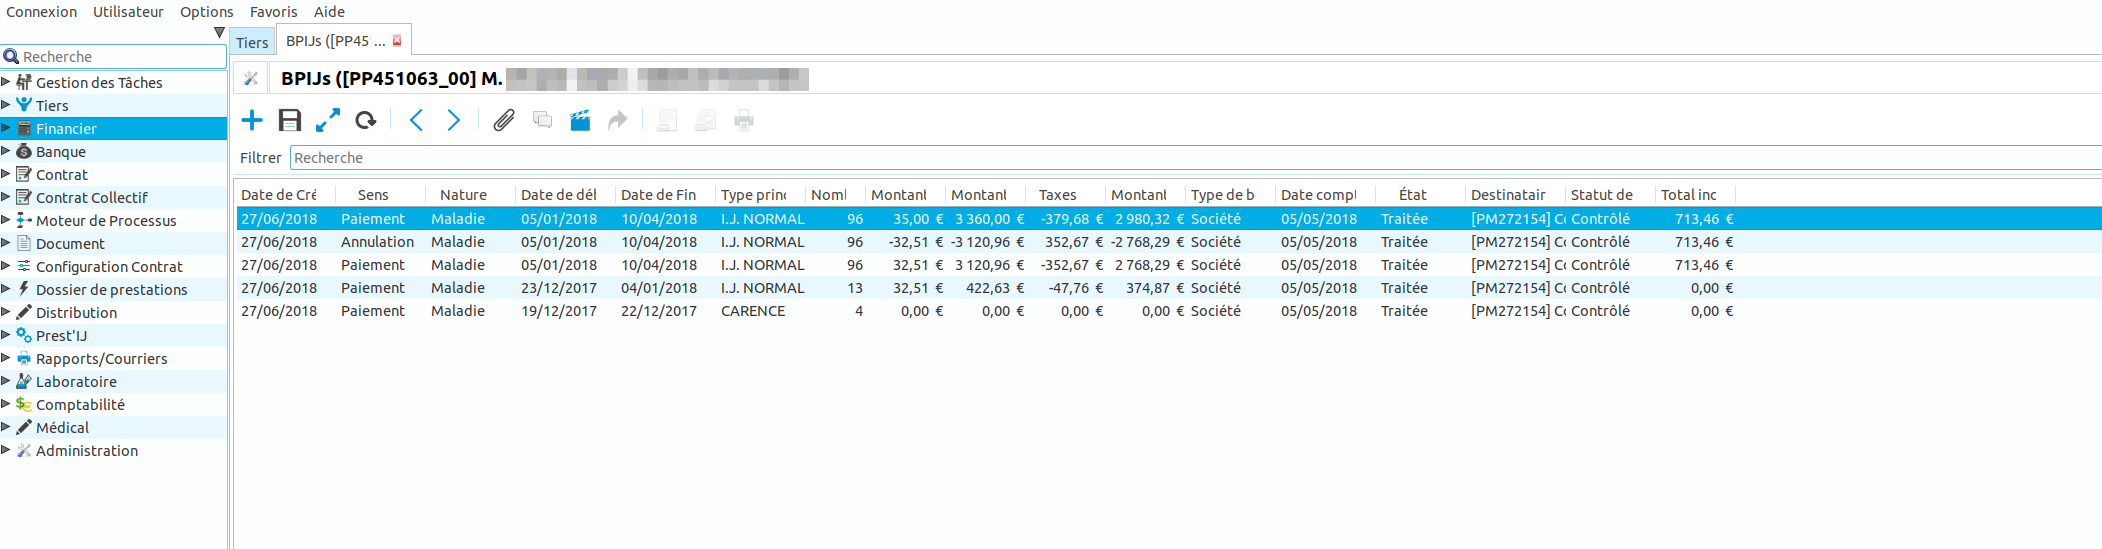 Connexion Utilisateur Options Favoris Aide
Recherche
Gestion des Tâches
Tiers
Financier
Banque
Contrat
Contrat Collectif
Moteur de Processus
Document
Configuration Contrat
Dossier de prestations
Distribution
Prest'IJ
Rapports/Courriers
Laboratoire
Comptabilité
Médical
Administration
Tiers BPIJs ([PP45 ...
BPIJs ([PP451063_00] M.
Filtrer Recherche
Date de Cré Sens Nature Date de dél Date de Fin Type princ Noml Montant Montant Taxes Montant Type de b Date compt État Destinatair Statut de Total inc
27/06/2018 Paiement Maladie 05/01/2018 10/04/2018 I.J. NORMAL 96 35,00 € 3 360,00 € -379,68 € 2 980,32 € Société 05/05/2018 Traitée [PM272154] Co Contrôlé 713,46 €
27/06/2018 Annulation Maladie 05/01/2018 10/04/2018 I.J. NORMAL 96 -32,51 € -3 120,96 € 352,67 € -2 768,29 € Société 05/05/2018 Traitée [PM272154] Co Contrôlé 713,46 €
27/06/2018 Paiement Maladie 05/01/2018 10/04/2018 I.J. NORMAL 96 32,51 € 3 120,96 € -352,67 € 2 768,29 € Société 05/05/2018 Traitée [PM272154] Co Contrôlé 713,46 €
27/06/2018 Paiement Maladie 23/12/2017 04/01/2018 I.J. NORMAL 13 32,51 € 422,63 € -47,76 € 374,87 € Société 05/05/2018 Traitée [PM272154] Co Contrôlé 0,00 €
27/06/2018 Paiement Maladie 19/12/2017 22/12/2017 CARENCE 4 0,00 € 0,00 € 0,00 € 0,00 € Société 05/05/2018 Traitée [PM272154] Co Contrôlé 0,00 €